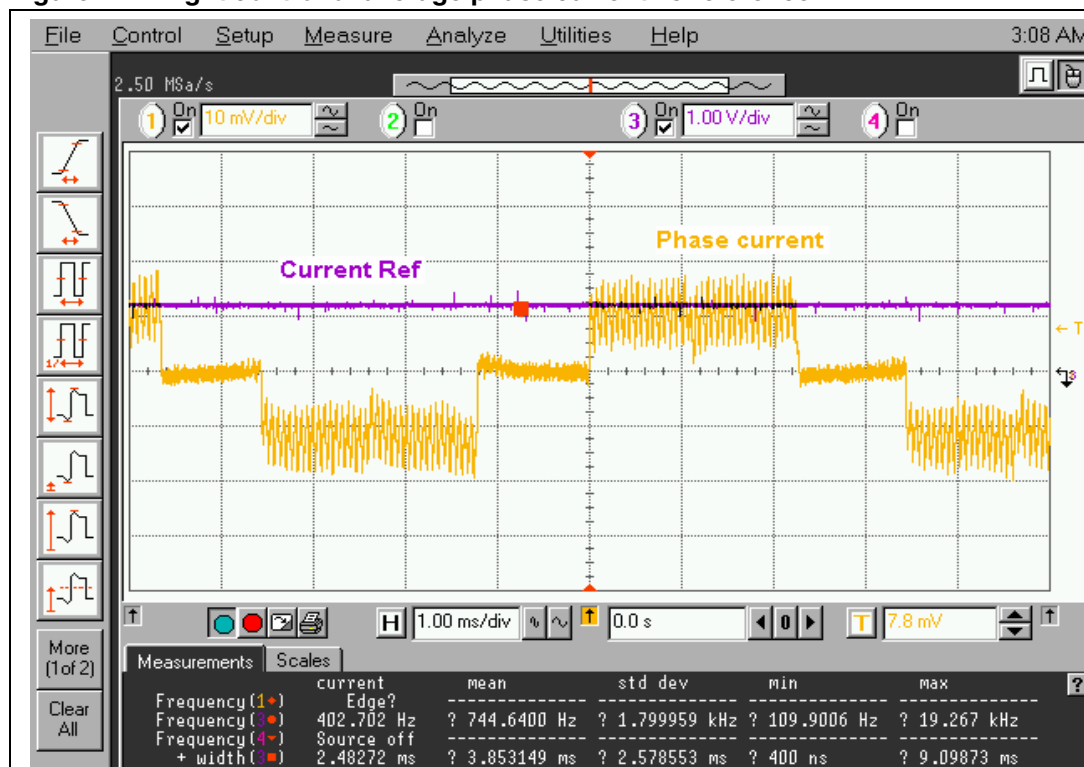 File Control Setup Measure Analyze Utilities Help 3:08 AM
2.50 MSa/s
1 On 10 mV/div 2 On 3 On 1.00 V/div 4 On
Phase current
Current Ref
T
3
1/
H 1.00 ms/div 0.0 s 0 T 7.8 mV
More
(1of 2)
Clear
All
Measurements Scales ?
current mean std dev min max
Frequency(1) Edge? -------------- -------------- -------------- --------------
Frequency(3) 402.702 Hz ? 744.6400 Hz ? 1.799959 kHz ? 109.9006 Hz ? 19.267 kHz
Frequency(4) Source off -------------- -------------- -------------- --------------
+ width(3) 2.48272 ms ? 3.853149 ms ? 2.578553 ms ? 400 ns ? 9.09873 ms